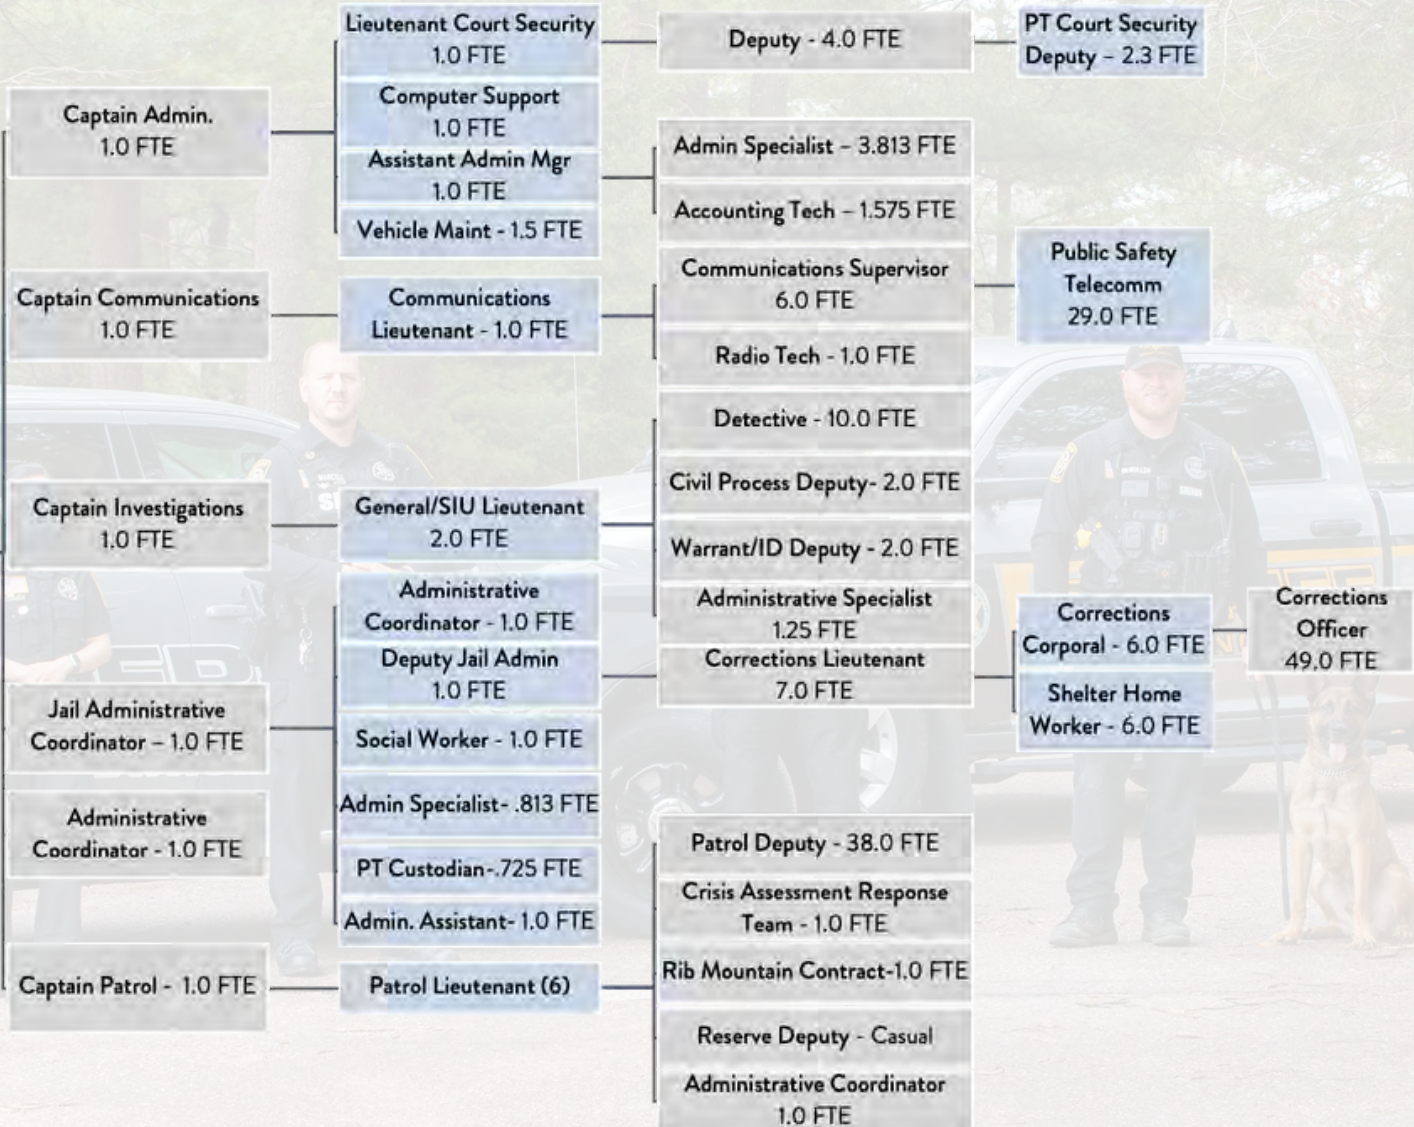 Lieutenant Court Security
1.0 FTE
Deputy - 4.0 FTE
PT Court Security
Deputy – 2.3 FTE
Captain Admin.
1.0 FTE
Computer Support
1.0 FTE
Assistant Admin Mgr
1.0 FTE
Vehicle Maint - 1.5 FTE
Admin Specialist – 3.813 FTE
Accounting Tech – 1.575 FTE
Captain Communications
1.0 FTE
Communications
Lieutenant - 1.0 FTE
Communications Supervisor
6.0 FTE
Radio Tech - 1.0 FTE
Public Safety
Telecomm
29.0 FTE
Captain Investigations
1.0 FTE
General/SIU Lieutenant
2.0 FTE
Detective - 10.0 FTE
Civil Process Deputy- 2.0 FTE
Warrant/ID Deputy - 2.0 FTE
Administrative Specialist
1.25 FTE
Jail Administrative
Coordinator – 1.0 FTE
Administrative
Coordinator - 1.0 FTE
Deputy Jail Admin
1.0 FTE
Social Worker - 1.0 FTE
Admin Specialist- .813 FTE
PT Custodian-.725 FTE
Admin. Assistant- 1.0 FTE
Corrections Lieutenant
7.0 FTE
Corrections
Corporal - 6.0 FTE
Shelter Home
Worker - 6.0 FTE
Corrections
Officer
49.0 FTE
Administrative
Coordinator - 1.0 FTE
Captain Patrol - 1.0 FTE
Patrol Lieutenant (6)
Patrol Deputy - 38.0 FTE
Crisis Assessment Response
Team - 1.0 FTE
Rib Mountain Contract-1.0 FTE
Reserve Deputy - Casual
Administrative Coordinator
1.0 FTE